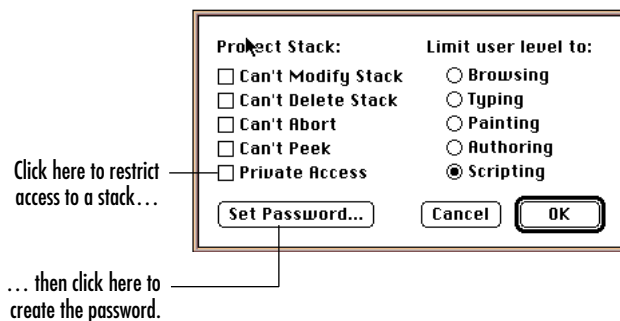 Protect Stack:
Can't Modify Stack
Can't Delete Stack
Can't Abort
Can't Peek
Private Access
Limit user level to:
Browsing
Typing
Painting
Authoring
Scripting
Set Password...
Cancel
OK
Click here to restrict
access to a stack…
… then click here to
create the password.